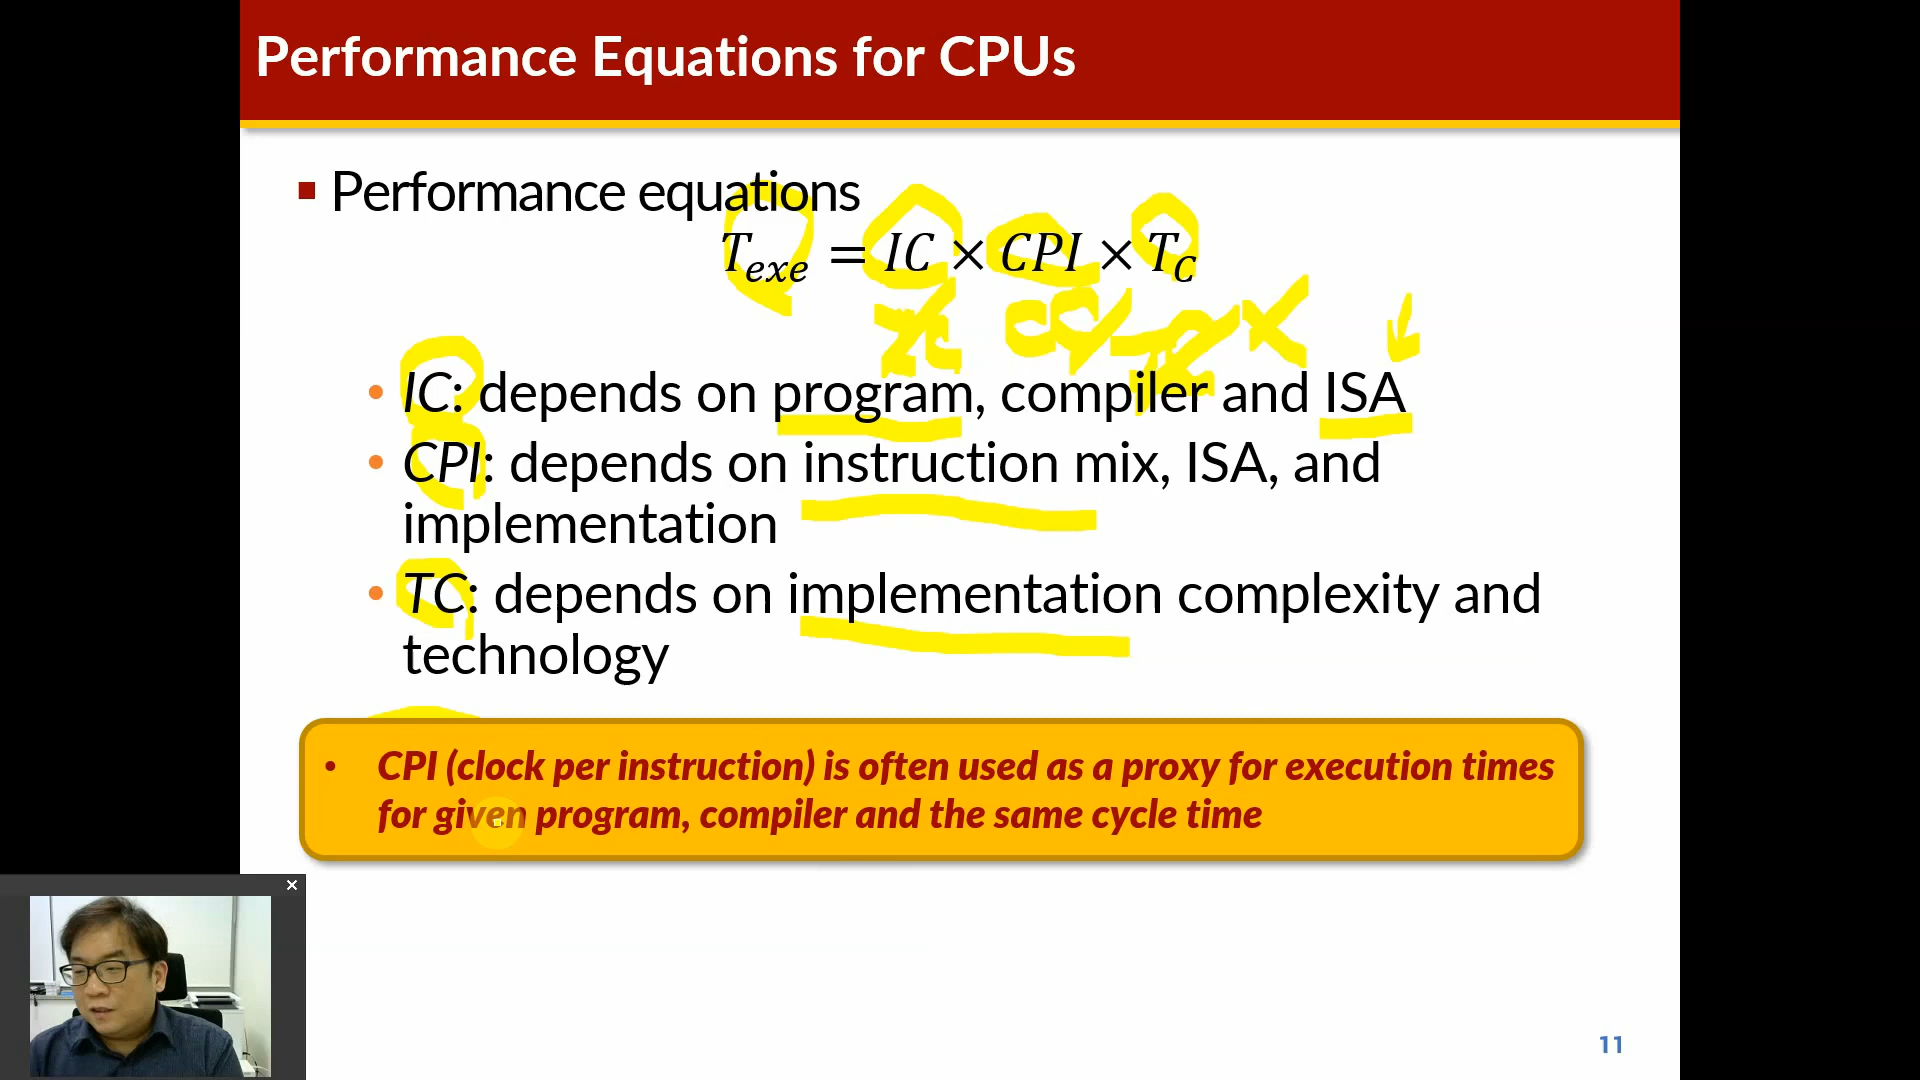 Performance Equations for CPUs
Performance equations
T_exe = IC × CPI × T_C
• IC: depends on program, compiler and ISA
• CPI: depends on instruction mix, ISA, and
implementation
• TC: depends on implementation complexity and
technology
• CPI (clock per instruction) is often used as a proxy for execution times
for given program, compiler and the same cycle time
11